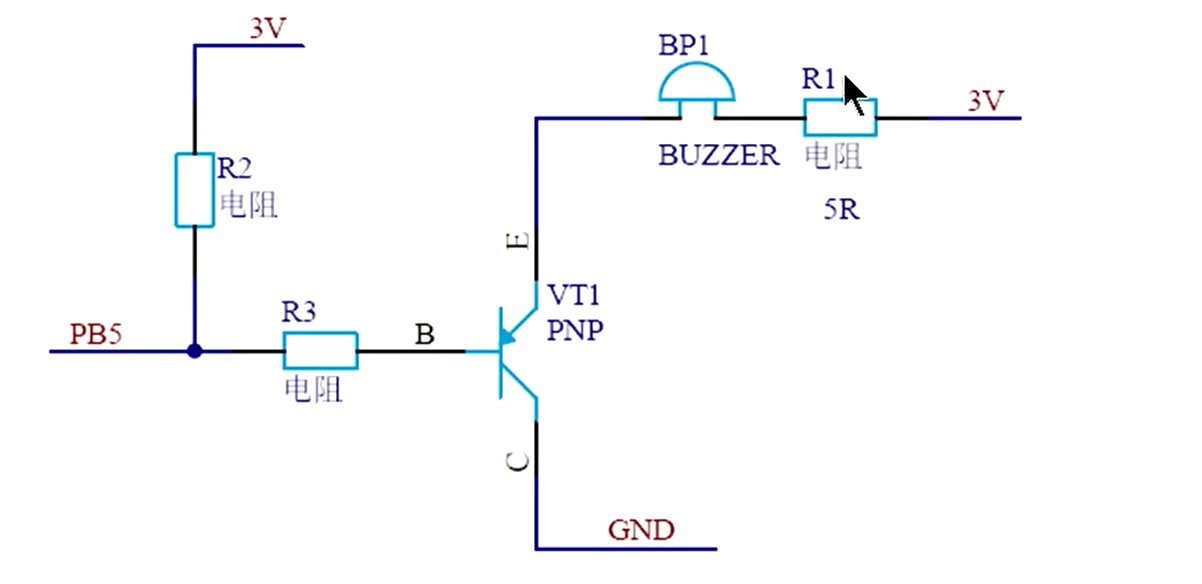 3V
BP1
R1
3V
BUZZER
电阻
R2
电阻
5R
E
VT1
PNP
R3
PB5
B
电阻
C
GND